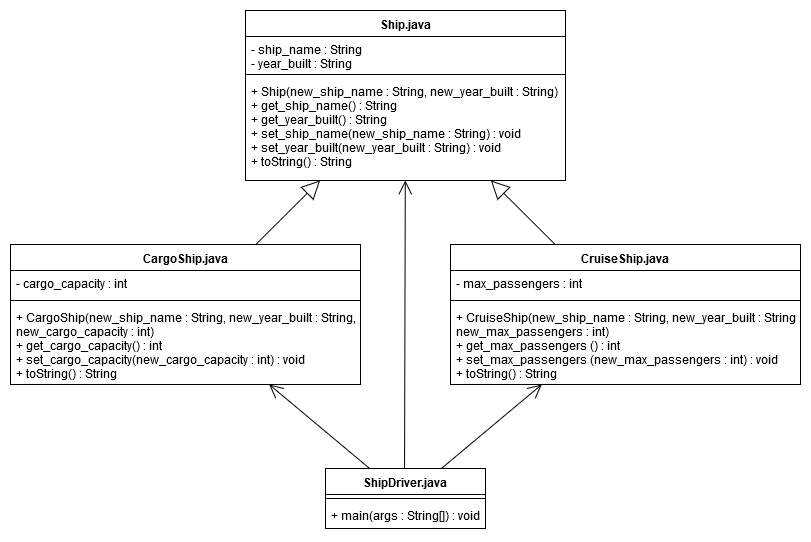 Ship.java
- ship_name : String
- year_built : String
+ Ship(new_ship_name : String, new_year_built : String)
+ get_ship_name() : String
+ get_year_built() : String
+ set_ship_name(new_ship_name : String) : void
+ set_year_built(new_year_built : String) : void
+ toString() : String
CargoShip.java
- cargo_capacity : int
+ CargoShip(new_ship_name : String, new_year_built : String,
new_cargo_capacity : int)
+ get_cargo_capacity() : int
+ set_cargo_capacity(new_cargo_capacity : int) : void
+ toString() : String
CruiseShip.java
- max_passengers : int
+ CruiseShip(new_ship_name : String, new_year_built : String
new_max_passengers : int)
+ get_max_passengers () : int
+ set_max_passengers (new_max_passengers : int) : void
+ toString() : String
ShipDriver.java
+ main(args : String[]) : void